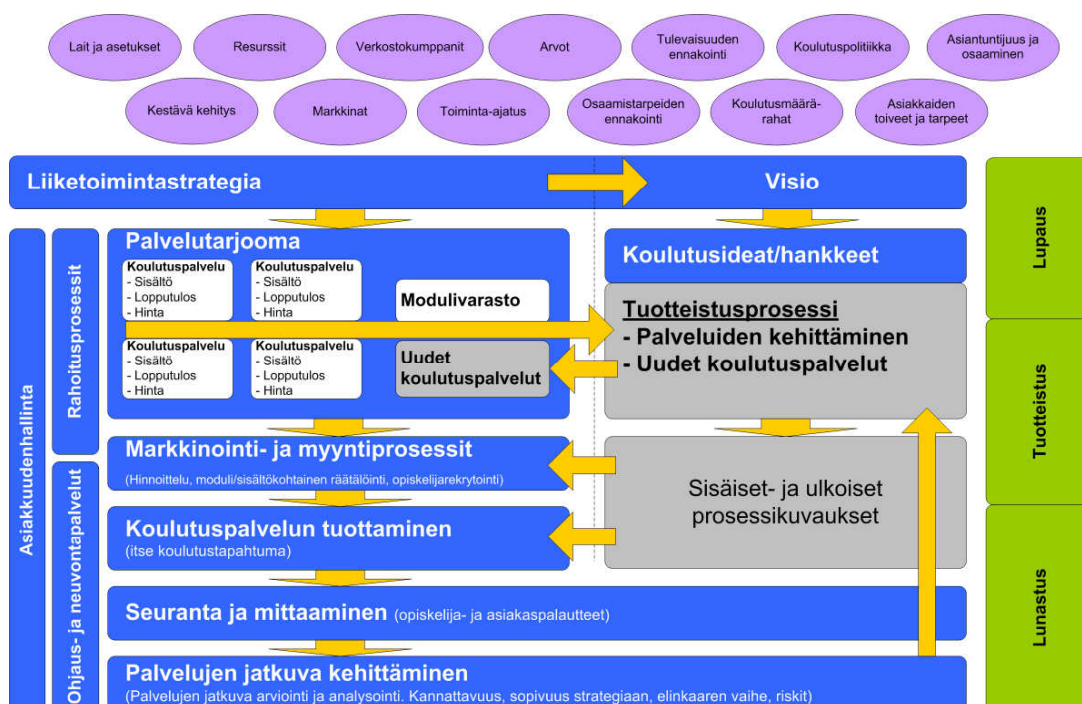 Lait ja asetukset
Resurssit
Verkostokumppanit
Arvot
Tulevaisuuden
ennakointi
Koulutuspolitiikka
Asiantuntijuus ja
osaaminen
Kestävä kehitys
Markkinat
Toiminta-ajatus
Osaamistarpeiden
ennakointi
Koulutusmäärä-
rahat
Asiakkaiden
toiveet ja tarpeet
Liiketoimintastrategia
Visio
Lupaus
Tuotteistus
Lunastus
Asiakkuudenhallinta
Rahoitusprosessit
Ohjaus- ja neuvontapalvelut
Palvelutarjooma
Koulutuspalvelu
- Sisältö
- Lopputulos
- Hinta
Koulutuspalvelu
- Sisältö
- Lopputulos
- Hinta
Modulivarasto
Koulutuspalvelu
- Sisältö
- Lopputulos
- Hinta
Koulutuspalvelu
- Sisältö
- Lopputulos
- Hinta
Uudet
koulutuspalvelut
Koulutusideat/hankkeet
Tuotteistusprosessi
- Palveluiden kehittäminen
- Uudet koulutuspalvelut
Markkinointi- ja myyntiprosessit
(Hinnoittelu, moduli/sisältökohtainen räätälöinti, opiskelijarekrytointi)
Sisäiset- ja ulkoiset
prosessikuvaukset
Koulutuspalvelun tuottaminen
(itse koulutustapahtuma)
Seuranta ja mittaaminen (opiskelija- ja asiakaspalautteet)
Palvelujen jatkuva kehittäminen
(Palvelujen jatkuva arviointi ja analysointi. Kannattavuus, sopivuus strategiaan, elinkaaren vaihe, riskit)